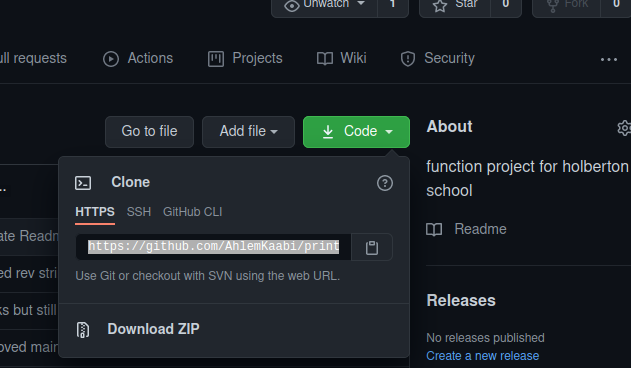 Unwatch 1 Star 0 Fork 0
ull requests Actions Projects Wiki Security
Go to file Add file Code
About
function project for holberton
school
Readme
Releases
No releases published
Create a new release
Clone
HTTPS SSH GitHub CLI
https://github.com/AhlemKaabi/print
Use Git or checkout with SVN using the web URL.
Download ZIP
...
ate Readn
ed rev stri
ks but still
oved mair